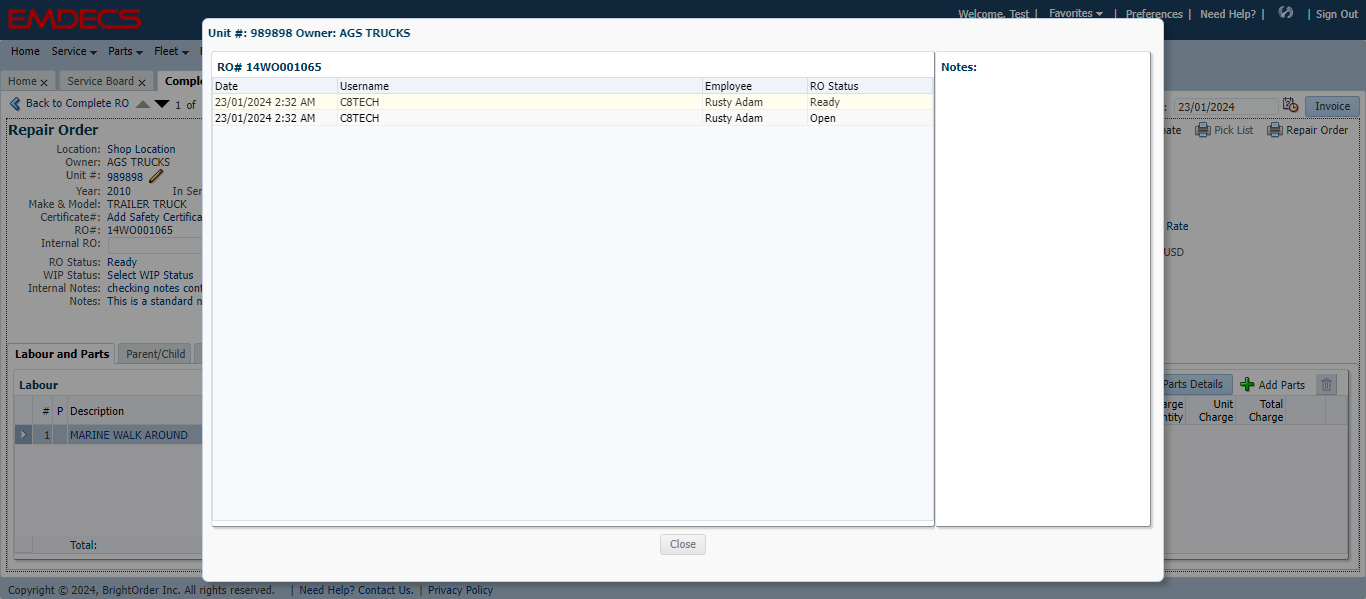 EMDECS
Welcome, Test | Favorites | Preferences | Need Help? | | Sign Out
Home Service Parts Fleet
Home × Service Board × Comple
Back to Complete RO 1 of
23/01/2024 Invoice
Pick List Repair Order
Repair Order
Location: Shop Location
Owner: AGS TRUCKS
Unit #: 989898
Year: 2010 In Ser
Make & Model: TRAILER TRUCK
Certificate#: Add Safety Certifica
RO#: 14WO001065
Internal RO:
RO Status: Ready
WIP Status: Select WIP Status
Internal Notes: checking notes cont
Notes: This is a standard n
Rate
USD
Labour and Parts Parent/Child
Labour
# P Description
1 MARINE WALK AROUND
Total:
Parts Details Add Parts
arge Unit Total
ntity Charge Charge
Unit #: 989898 Owner: AGS TRUCKS
RO# 14WO001065
Date Username Employee RO Status
23/01/2024 2:32 AM C8TECH Rusty Adam Ready
23/01/2024 2:32 AM C8TECH Rusty Adam Open
Notes:
Close
Copyright © 2024, BrightOrder Inc. All rights reserved. | Need Help? Contact Us. | Privacy Policy